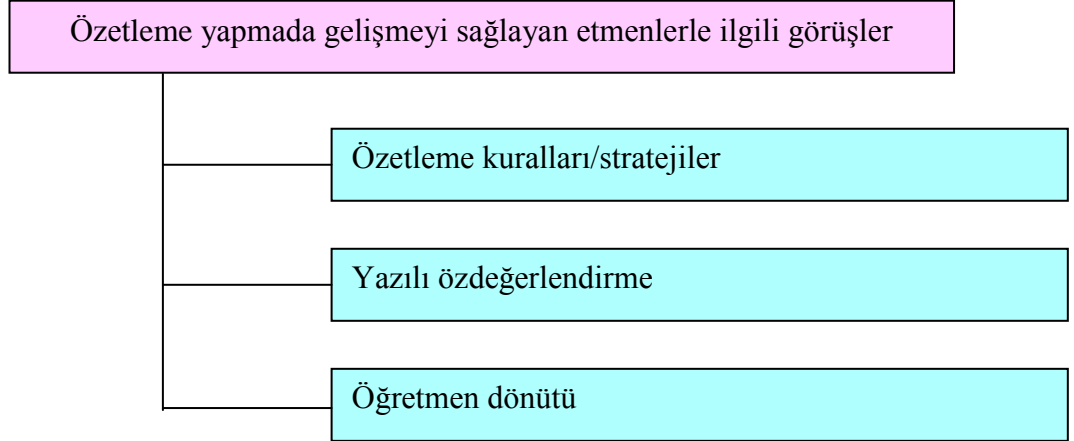 Özetleme yapmada gelişmeyi sağlayan etmenlerle ilgili görüşler
Özetleme kuralları/stratejiler
Yazılı özdeğerlendirme
Öğretmen dönütü